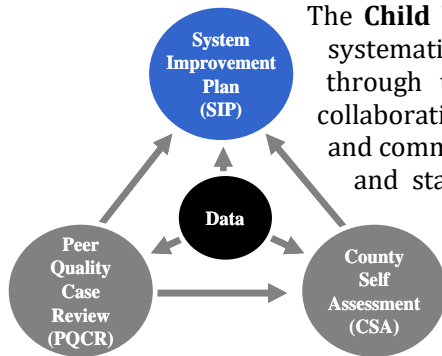 The Child
systemati
through t
collaborati
and comm
and sta
System
Improvement
Plan
(SIP)
Data
Peer
Quality
Case
Review
(PQCR)
County
Self
Assessment
(CSA)